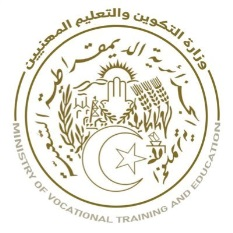 وزارة التكوين والتعليم المهنيين
الجمهورية الجزائرية الديمقراطية الشعبية
MINISTRY OF VOCATIONAL TRAINING AND EDUCATION